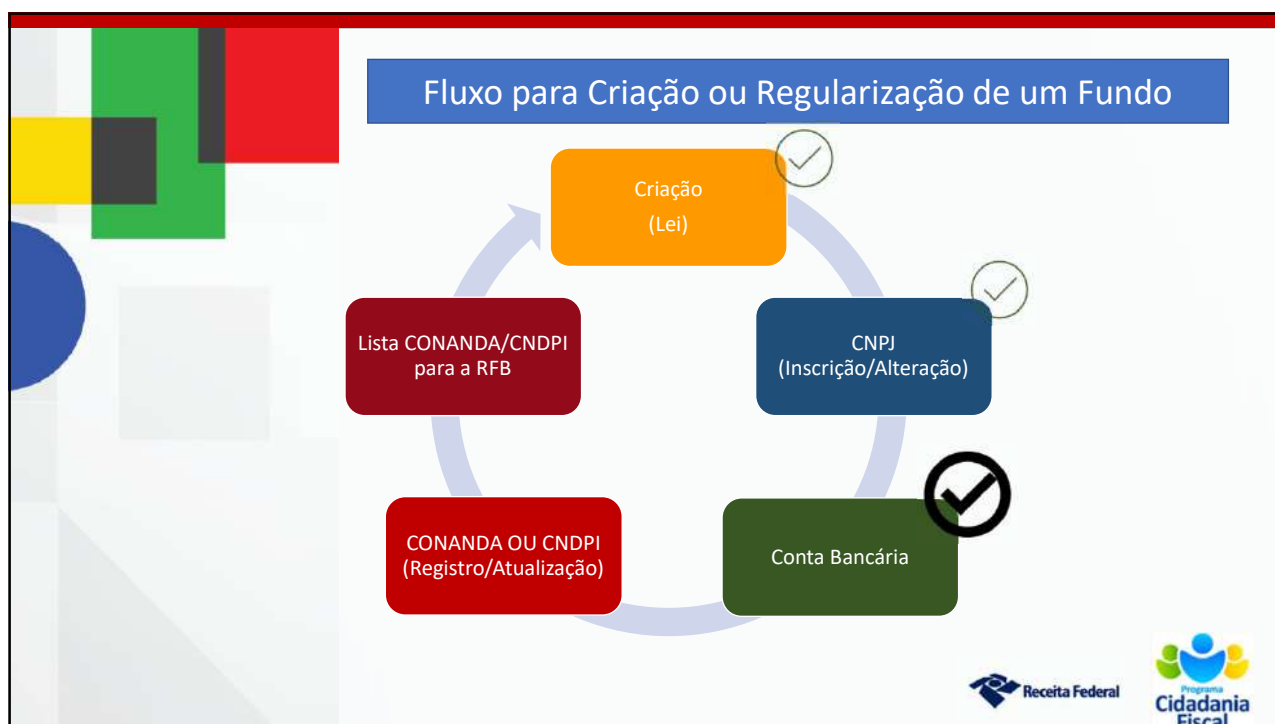 Fluxo para Criação ou Regularização de um Fundo
Criação
(Lei)
CNPJ
(Inscrição/Alteração)
Conta Bancária
CONANDA OU CNDPI
(Registro/Atualização)
Lista CONANDA/CNDPI
para a RFB
Receita Federal
Programa
Cidadania
Fiscal